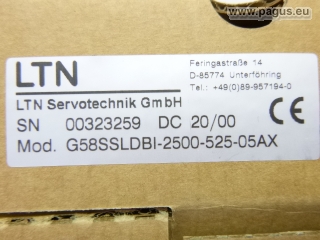 © www.pagus.eu
LTN
Feringastraße 14
D-85774 Unterföhring
Tel.: +49(0)89-957194-0
LTN Servotechnik GmbH
SN 00323259 DC 20/00
Mod. G58SSLDBI-2500-525-05AX